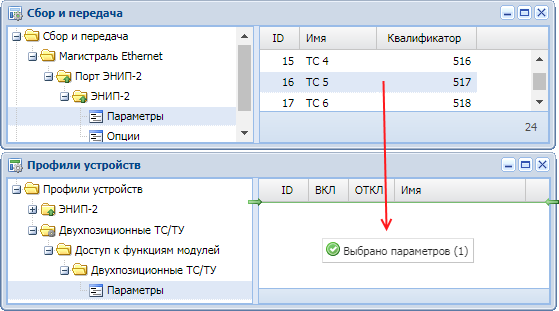 Сбор и передача
Сбор и передача
Магистраль Ethernet
Порт ЭНИП-2
ЭНИП-2
Параметры
Опции
ID Имя Квалификатор
15 ТС 4 516
16 ТС 5 517
17 ТС 6 518
24
Профили устройств
Профили устройств
ЭНИП-2
Двухпозиционные ТС/ТУ
Доступ к функциям модулей
Двухпозиционные ТС/ТУ
Параметры
ID ВКЛ ОТКЛ Имя
Выбрано параметров (1)